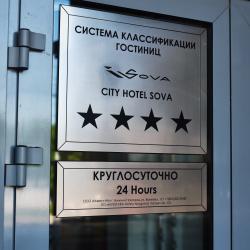 СИСТЕМА КЛАССИФИКАЦИИ
ГОСТИНИЦ
Sova
CITY HOTEL SOVA
КРУГЛОСУТОЧНО
24 Hours